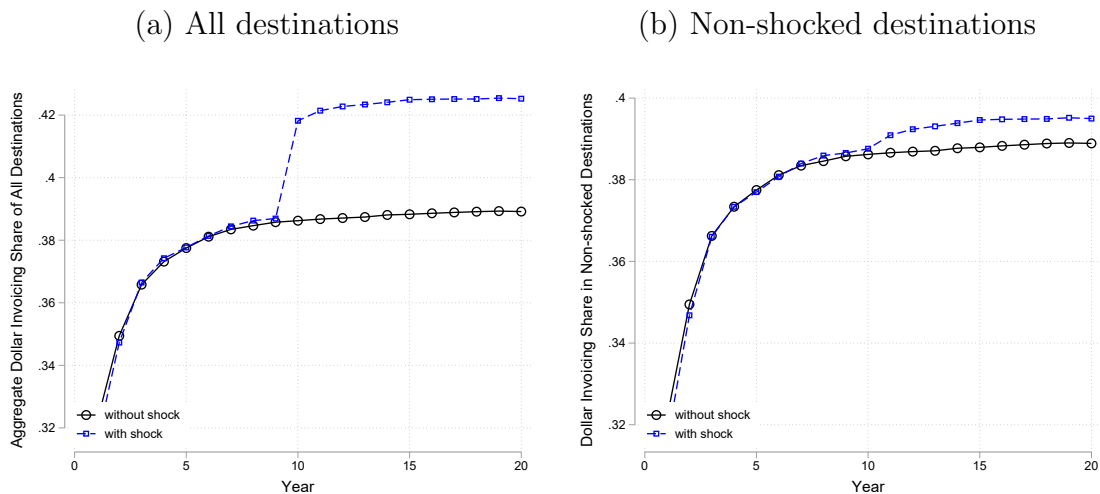 (a) All destinations
Aggregate Dollar Invoicing Share of All Destinations
.42
.4
.38
.36
.34
.32
without shock
with shock
0
5
10
15
20
Year
(b) Non-shocked destinations
Dollar Invoicing Share in Non-shocked Destinations
.4
.38
.36
.34
.32
without shock
with shock
0
5
10
15
20
Year